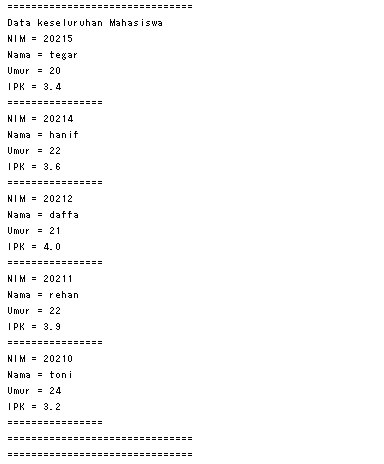 ===============================
Data keseluruhan Mahasiswa
NIM = 20215
Nama = tegar
Umur = 20
IPK = 3.4
================
NIM = 20214
Nama = hanif
Umur = 22
IPK = 3.6
================
NIM = 20212
Nama = daffa
Umur = 21
IPK = 4.0
================
NIM = 20211
Nama = rehan
Umur = 22
IPK = 3.9
================
NIM = 20210
Nama = toni
Umur = 24
IPK = 3.2
================
===============================
===============================